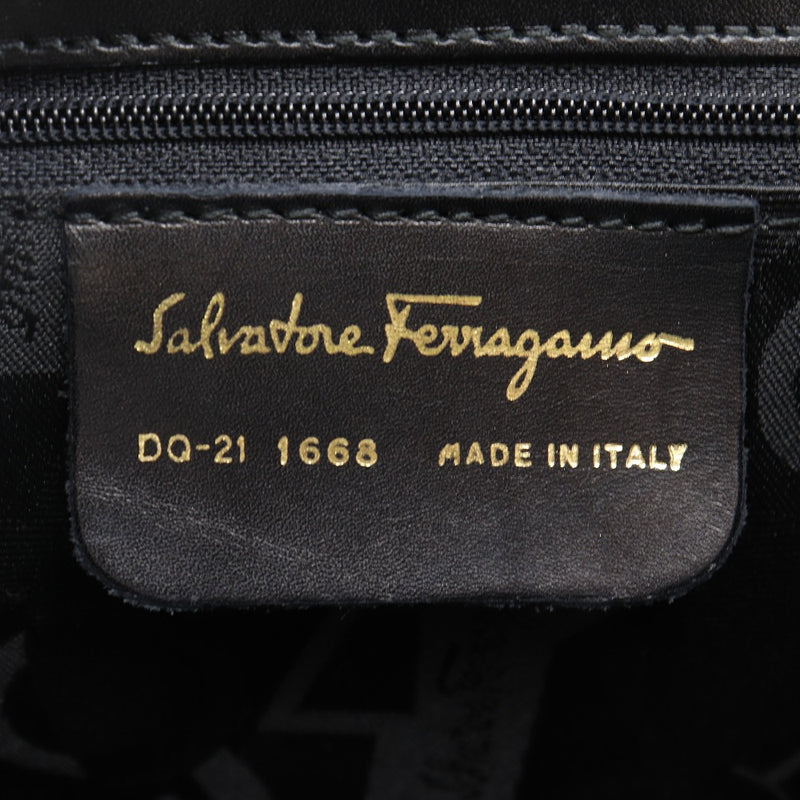 Salvatore Ferragamo
DQ-21 1668 MADE IN ITALY